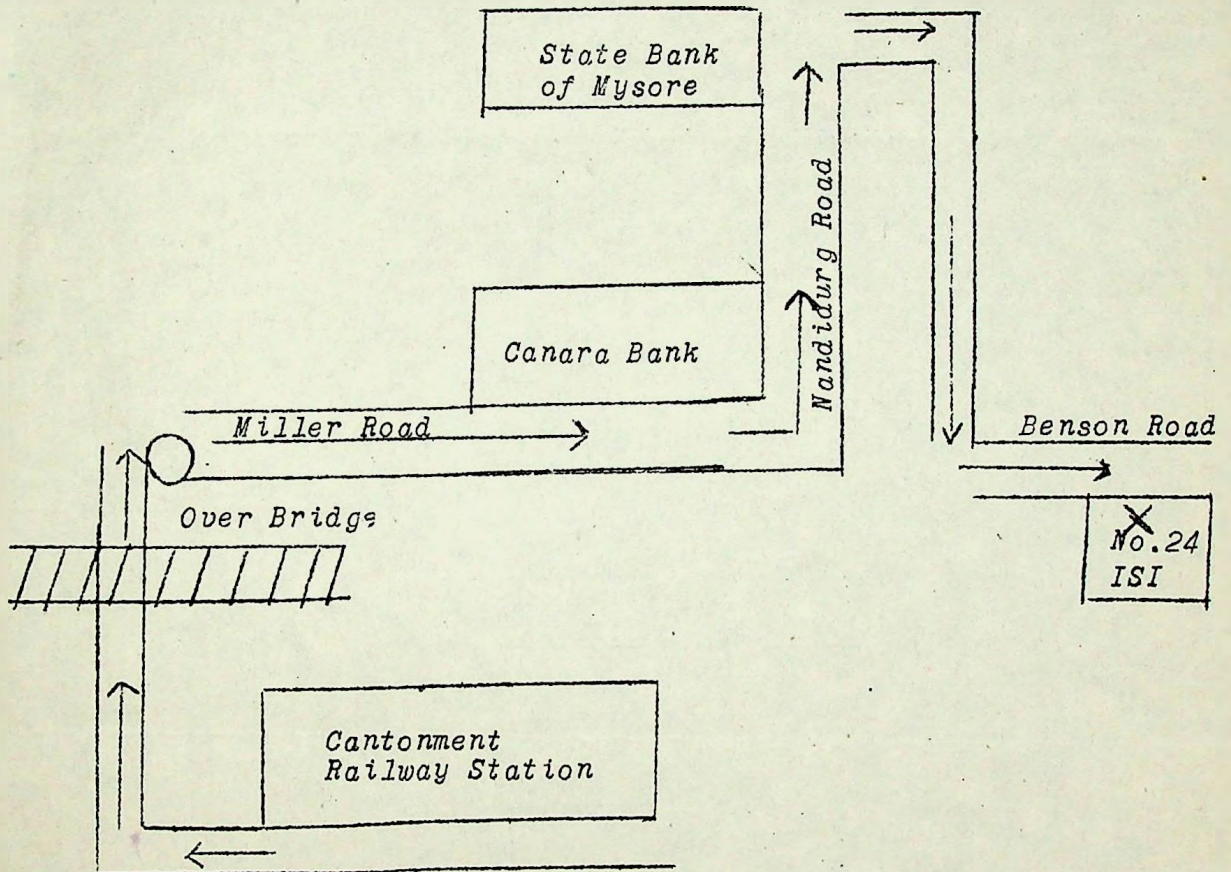 State Bank
of Mysore
Nandidurg Road
Canara Bank
Miller Road
Benson Road
Over Bridge
No.24
ISI
Cantonment
Railway Station